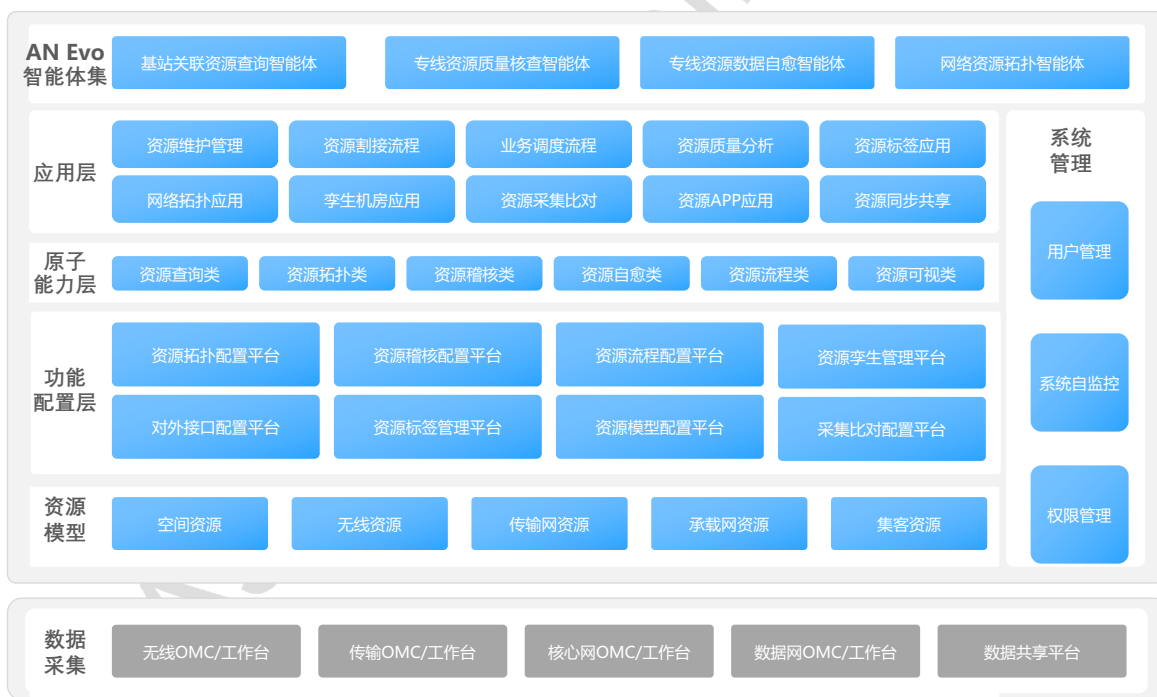 AN Evo
智能体集
基站关联资源查询智能体
专线资源质量核查智能体
专线资源数据自愈智能体
网络资源拓扑智能体
应用层
资源维护管理
资源割接流程
业务调度流程
资源质量分析
资源标签应用
网络拓扑应用
孪生机房应用
资源采集比对
资源APP应用
资源同步共享
原子
能力层
资源查询类
资源拓扑类
资源稽核类
资源自愈类
资源流程类
资源可视类
功能
配置层
资源拓扑配置平台
资源稽核配置平台
资源流程配置平台
资源孪生管理平台
对外接口配置平台
资源标签管理平台
资源模型配置平台
采集比对配置平台
资源
模型
空间资源
无线资源
传输网资源
承载网资源
集客资源
系统
管理
用户管理
系统自监控
权限管理
数据
采集
无线OMC/工作台
传输OMC/工作台
核心网OMC/工作台
数据网OMC/工作台
数据共享平台